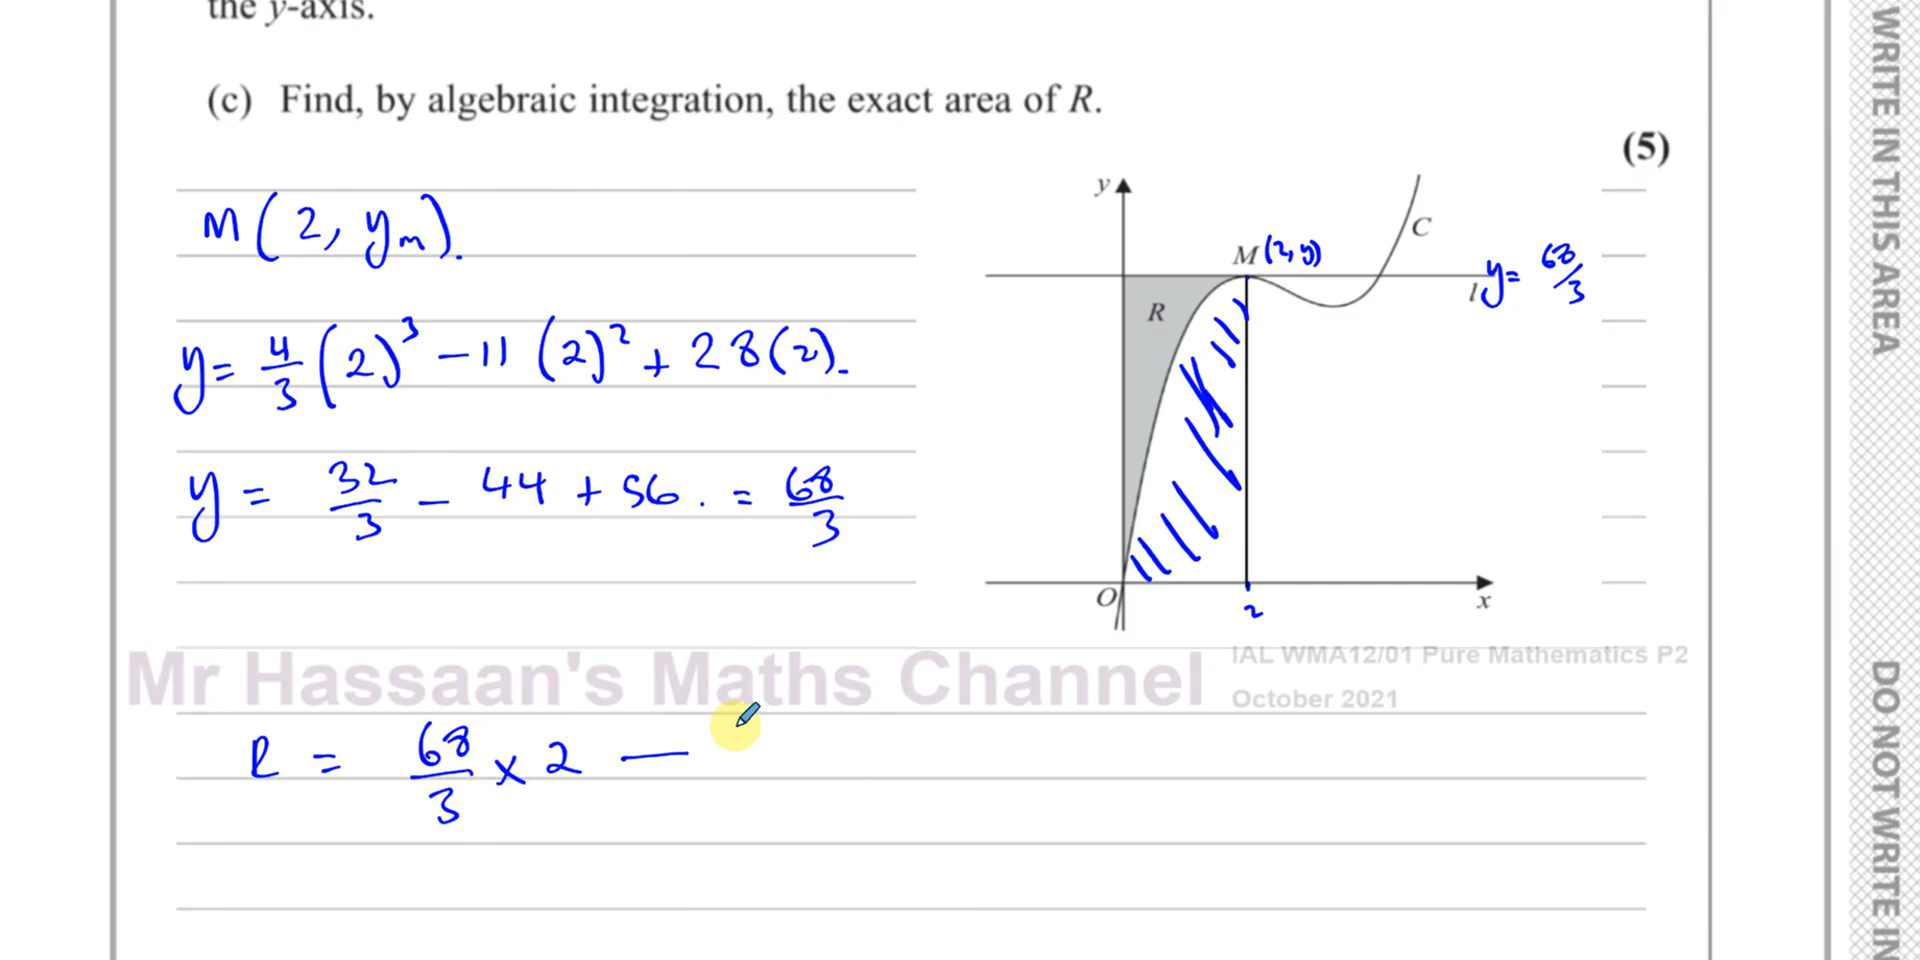 the y-axis.
(c) Find, by algebraic integration, the exact area of R.
(5)
M(2, yₘ).
y = 4/3 (2)³ − 11 (2)² + 28(2).
y = 32/3 − 44 + 56. = 68/3
y
M (2, y)
C
l y = 68/3
R
O
2
x
Mr Hassaan's Maths Channel
IAL WMA12/01 Pure Mathematics P2
October 2021
R = 68/3 × 2 —
WRITE IN THIS AREA
DO NOT WRITE IN